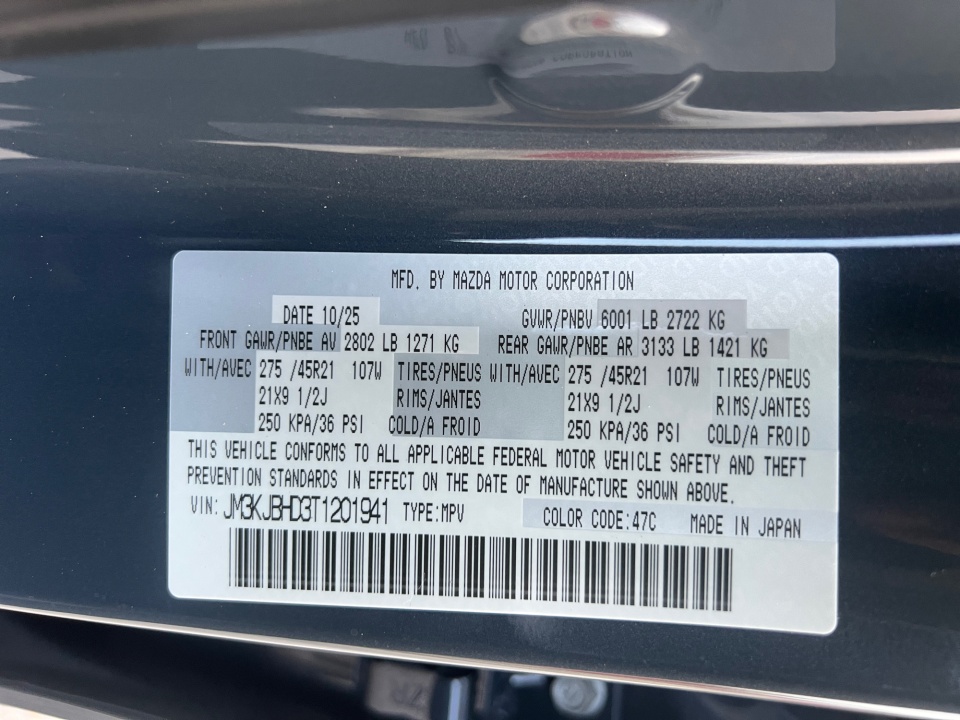 MFD. BY MAZDA MOTOR CORPORATION
DATE 10/25 GVWR/PNBV 6001 LB 2722 KG
FRONT GAWR/PNBE AV 2802 LB 1271 KG REAR GAWR/PNBE AR 3133 LB 1421 KG
WITH/AVEC 275 /45R21 107W TIRES/PNEUS WITH/AVEC 275 /45R21 107W TIRES/PNEUS
21X9 1/2J RIMS/JANTES 21X9 1/2J RIMS/JANTES
250 KPA/36 PSI COLD/A FROID 250 KPA/36 PSI COLD/A FROID
THIS VEHICLE CONFORMS TO ALL APPLICABLE FEDERAL MOTOR VEHICLE SAFETY AND THEFT
PREVENTION STANDARDS IN EFFECT ON THE DATE OF MANUFACTURE SHOWN ABOVE.
VIN: JM3KJBHD3T1201941 TYPE:MPV COLOR CODE:47C MADE IN JAPAN